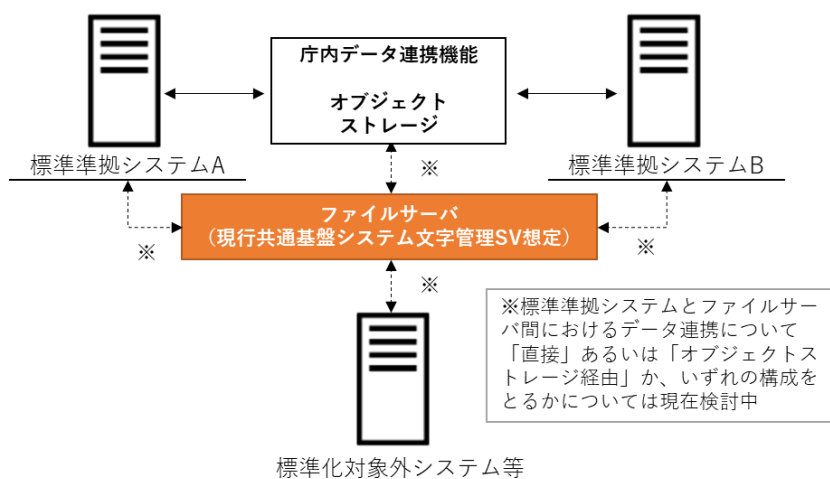 庁内データ連携機能
オブジェクト
ストレージ
標準準拠システムA
標準準拠システムB
※
ファイルサーバ
（現行共通基盤システム文字管理SV想定）
※
※
※
※標準準拠システムとファイルサー
バ間におけるデータ連携について
「直接」あるいは「オブジェクトス
トレージ経由」か、いずれの構成を
とるかについては現在検討中
標準化対象外システム等